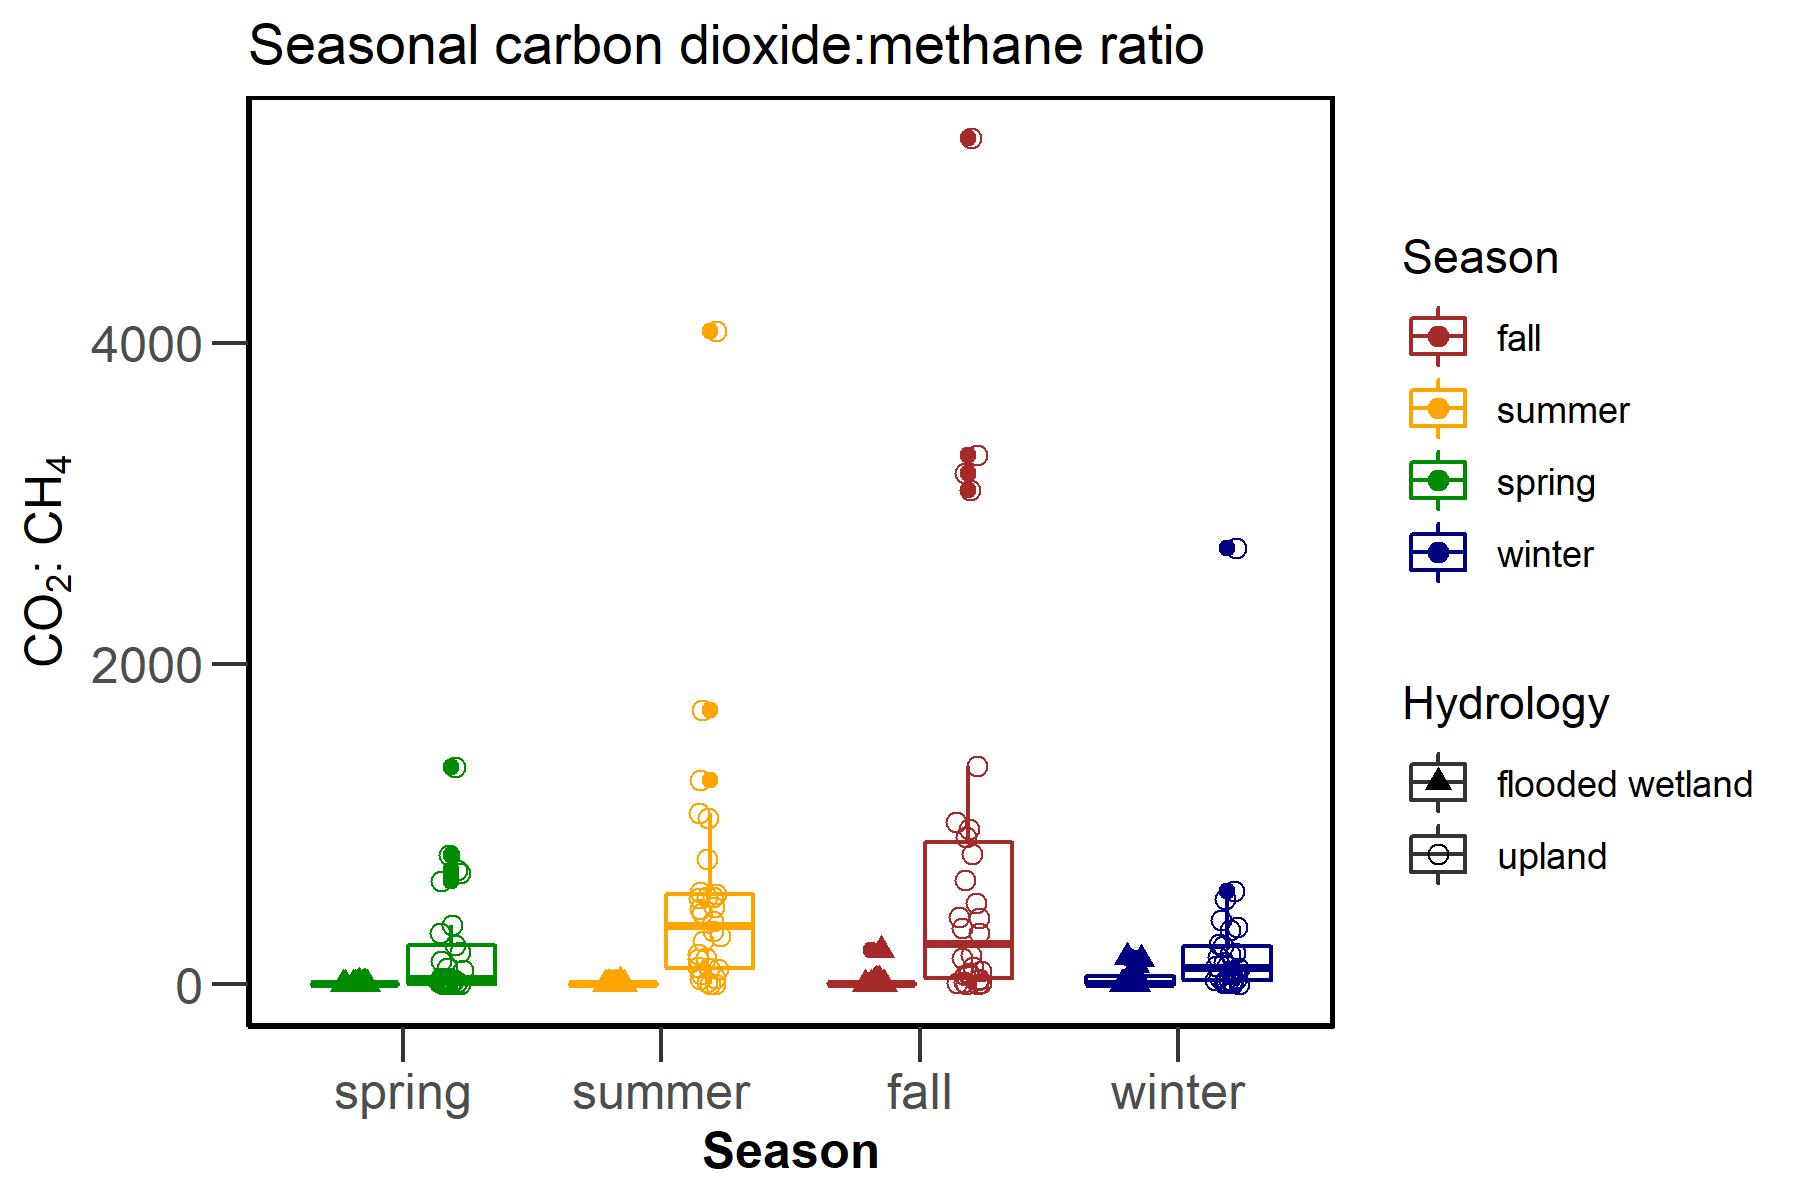 Seasonal carbon dioxide:methane ratio
CO₂: CH₄
4000
2000
0
spring summer fall winter
Season
Season
fall
summer
spring
winter
Hydrology
flooded wetland
upland